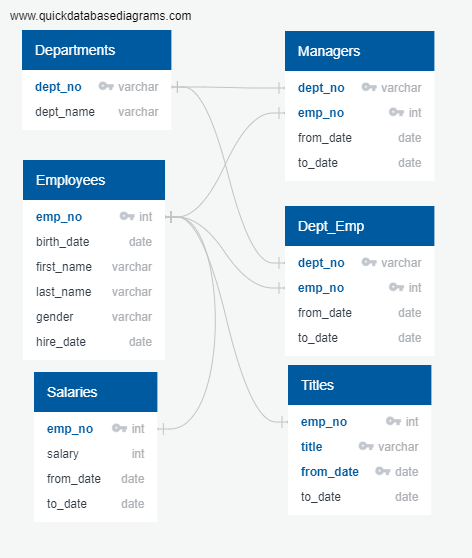 www.quickdatabasediagrams.com
Departments
dept_no varchar
dept_name varchar
Managers
dept_no varchar
emp_no int
from_date date
to_date date
Employees
emp_no int
birth_date date
first_name varchar
last_name varchar
gender varchar
hire_date date
Dept_Emp
dept_no varchar
emp_no int
from_date date
to_date date
Salaries
emp_no int
salary int
from_date date
to_date date
Titles
emp_no int
title varchar
from_date date
to_date date